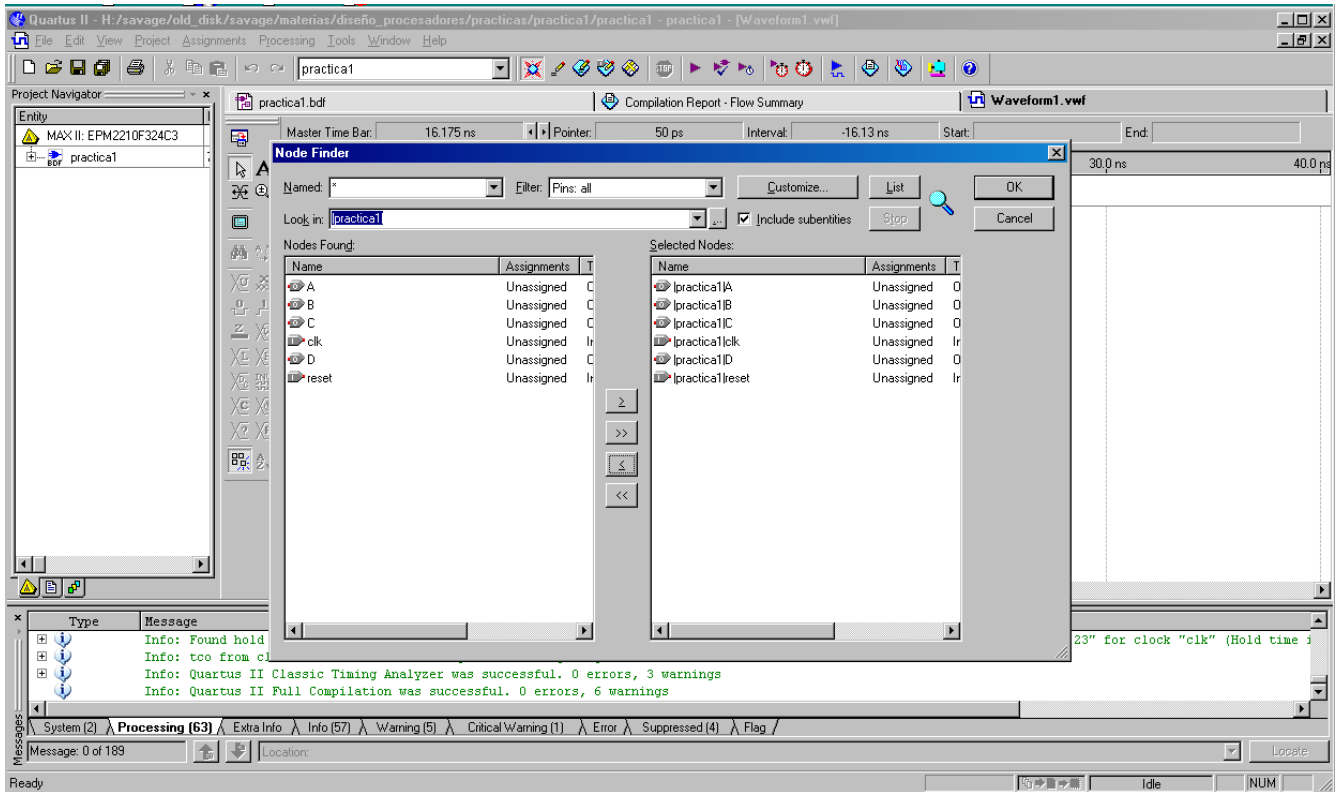 Quartus II - H:/savage/old_disk/savage/materias/diseño_procesadores/practicas/practica1/practica1 - practica1 - [Waveform1.vwf]
File Edit View Project Assignments Processing Tools Window Help
practica1
Project Navigator
practica1.bdf Compilation Report - Flow Summary Waveform1.vwf
Entity
MAX II: EPM2210F324C3
practica1
Master Time Bar: 16.175 ns Pointer: 50 ps Interval: -16.13 ns Start: End:
30.0 ns 40.0 ns
Node Finder
Named: * Filter: Pins: all Customize... List OK
Look in: |practica1| ... Include subentities Stop Cancel
Nodes Found: Selected Nodes:
Name Assignments T Name Assignments T
A Unassigned |practica1|A Unassigned O
B Unassigned |practica1|B Unassigned O
C Unassigned |practica1|C Unassigned O
clk Unassigned |practica1|clk Unassigned Ir
D Unassigned |practica1|D Unassigned O
reset Unassigned |practica1|reset Unassigned Ir
>
>>
<
<<
Type Message
Info: Found hold 23" for clock "clk" (Hold time i
Info: tco from cl
Info: Quartus II Classic Timing Analyzer was successful. 0 errors, 3 warnings
Info: Quartus II Full Compilation was successful. 0 errors, 6 warnings
System (2) Processing (63) Extra Info Info (57) Warning (5) Critical Warning (1) Error Suppressed (4) Flag
Messages
Message: 0 of 189 Location: Locate
Ready Idle NUM